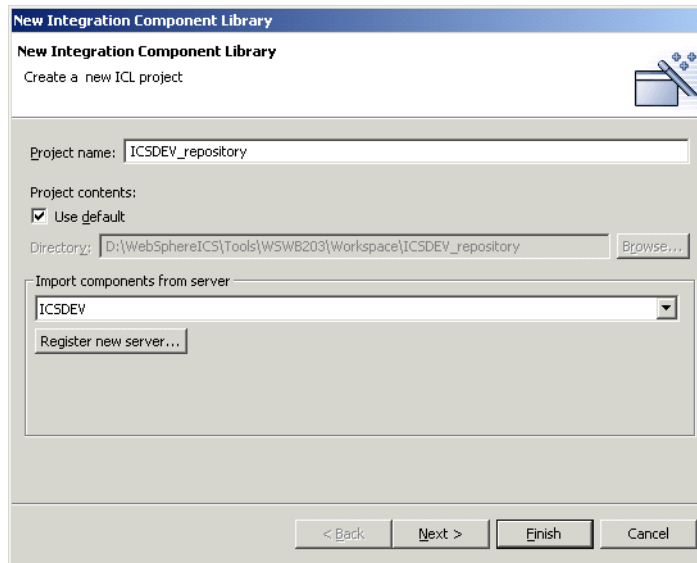 New Integration Component Library
New Integration Component Library
Create a new ICL project
Project name: ICSDEV_repository
Project contents:
Use default
Directory: D:\WebSphereICS\Tools\WSWB203\Workspace\ICSDEV_repository Browse...
Import components from server
ICSDEV
Register new server...
< Back Next > Finish Cancel